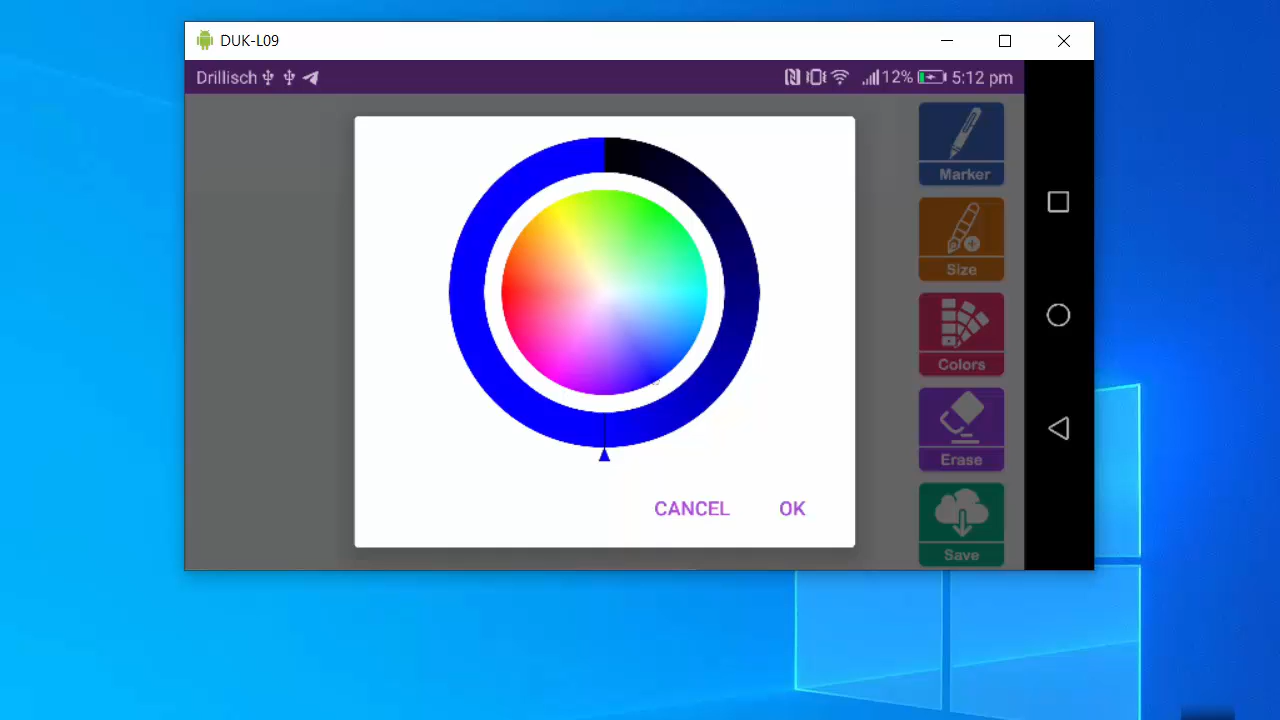 DUK-L09
Drillisch
12%
5:12 pm
Marker
Size
Colors
Erase
Save
CANCEL
OK